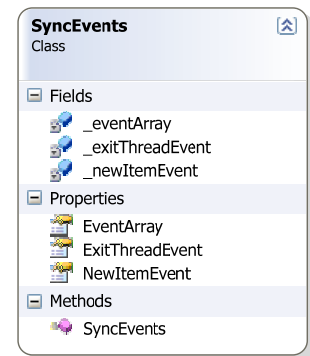 SyncEvents
Class
Fields
_eventArray
_exitThreadEvent
_newItemEvent
Properties
EventArray
ExitThreadEvent
NewItemEvent
Methods
SyncEvents